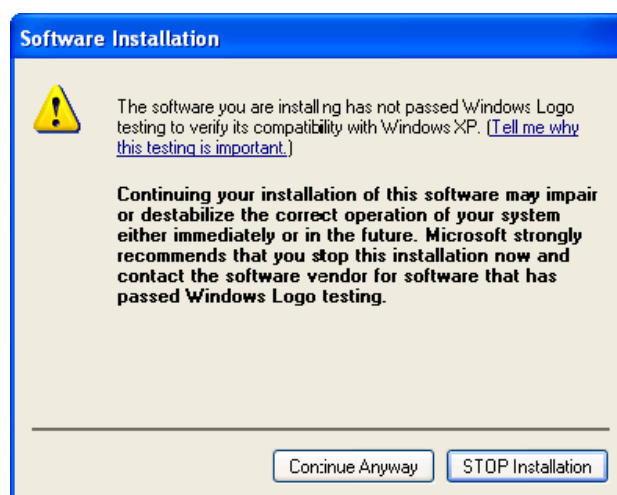 Software Installation
The software you are installing has not passed Windows Logo
testing to verify its compatibility with Windows XP. (Tell me why
this testing is important.)
Continuing your installation of this software may impair
or destabilize the correct operation of your system
either immediately or in the future. Microsoft strongly
recommends that you stop this installation now and
contact the software vendor for software that has
passed Windows Logo testing.
Continue Anyway
STOP Installation